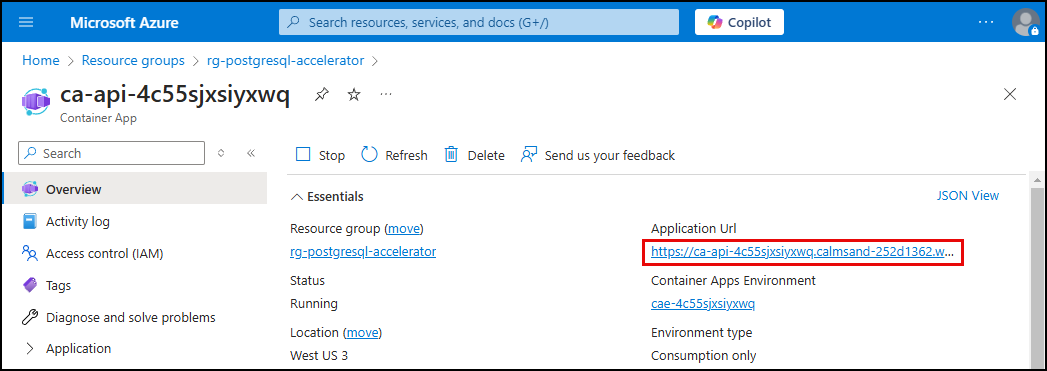 Microsoft Azure
Search resources, services, and docs (G+/)
Copilot
Home > Resource groups > rg-postgresql-accelerator >
ca-api-4c55sjxsiyxwq
Container App
Search
Stop
Refresh
Delete
Send us your feedback
Overview
Activity log
Access control (IAM)
Tags
Diagnose and solve problems
Application
Essentials
JSON View
Resource group (move)
rg-postgresql-accelerator
Status
Running
Location (move)
West US 3
Application Url
https://ca-api-4c55sjxsiyxwq.calmsand-252d1362.w...
Container Apps Environment
cae-4c55sjxsiyxwq
Environment type
Consumption only